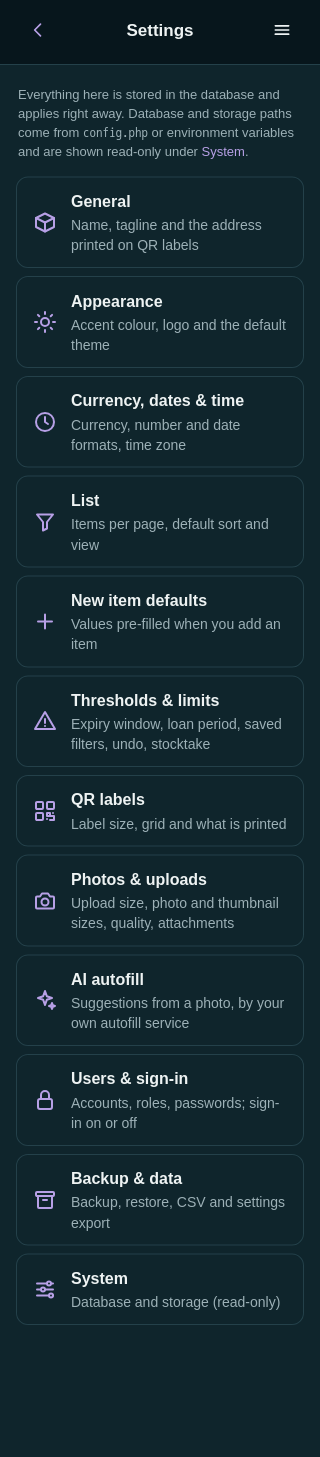 Settings
Everything here is stored in the database and
applies right away. Database and storage paths
come from config.php or environment variables
and are shown read-only under System.
General
Name, tagline and the address
printed on QR labels
Appearance
Accent colour, logo and the default
theme
Currency, dates & time
Currency, number and date
formats, time zone
List
Items per page, default sort and
view
New item defaults
Values pre-filled when you add an
item
Thresholds & limits
Expiry window, loan period, saved
filters, undo, stocktake
QR labels
Label size, grid and what is printed
Photos & uploads
Upload size, photo and thumbnail
sizes, quality, attachments
AI autofill
Suggestions from a photo, by your
own autofill service
Users & sign-in
Accounts, roles, passwords; sign-
in on or off
Backup & data
Backup, restore, CSV and settings
export
System
Database and storage (read-only)